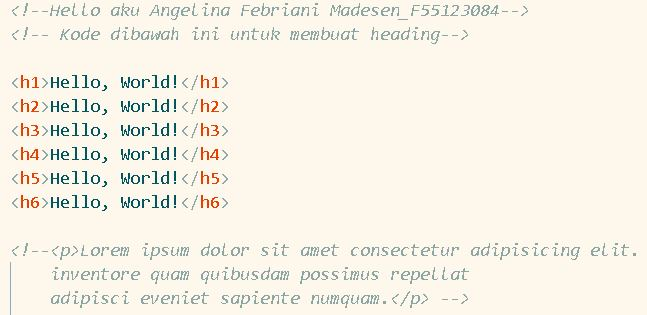 <!--Hello aku Angelina Febriani Madesen_F55123084-->
<!-- Kode dibawah ini untuk membuat heading-->
<h1>Hello, World!</h1>
<h2>Hello, World!</h2>
<h3>Hello, World!</h3>
<h4>Hello, World!</h4>
<h5>Hello, World!</h5>
<h6>Hello, World!</h6>
<!--<p>Lorem ipsum dolor sit amet consectetur adipisicing elit.
inventore quam quibusdam possimus repellat
adipisci eveniet sapiente numquam.</p> -->